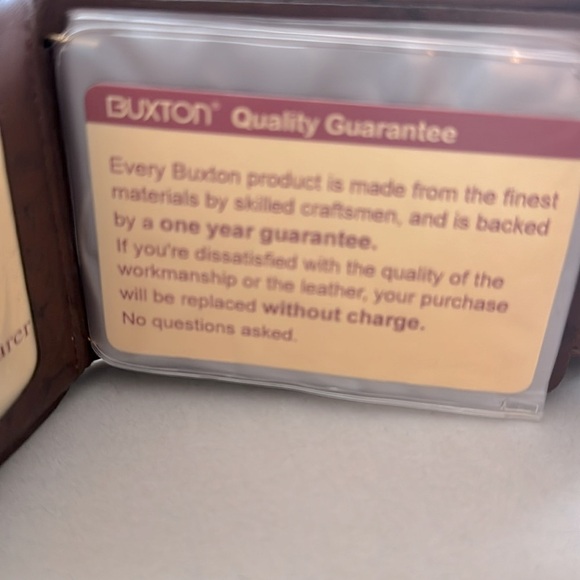 BUXTON® Quality Guarantee
Every Buxton product is made from the finest
materials by skilled craftsmen, and is backed
by a one year guarantee.
If you're dissatisfied with the quality of the
workmanship or the leather, your purchase
will be replaced without charge.
No questions asked.